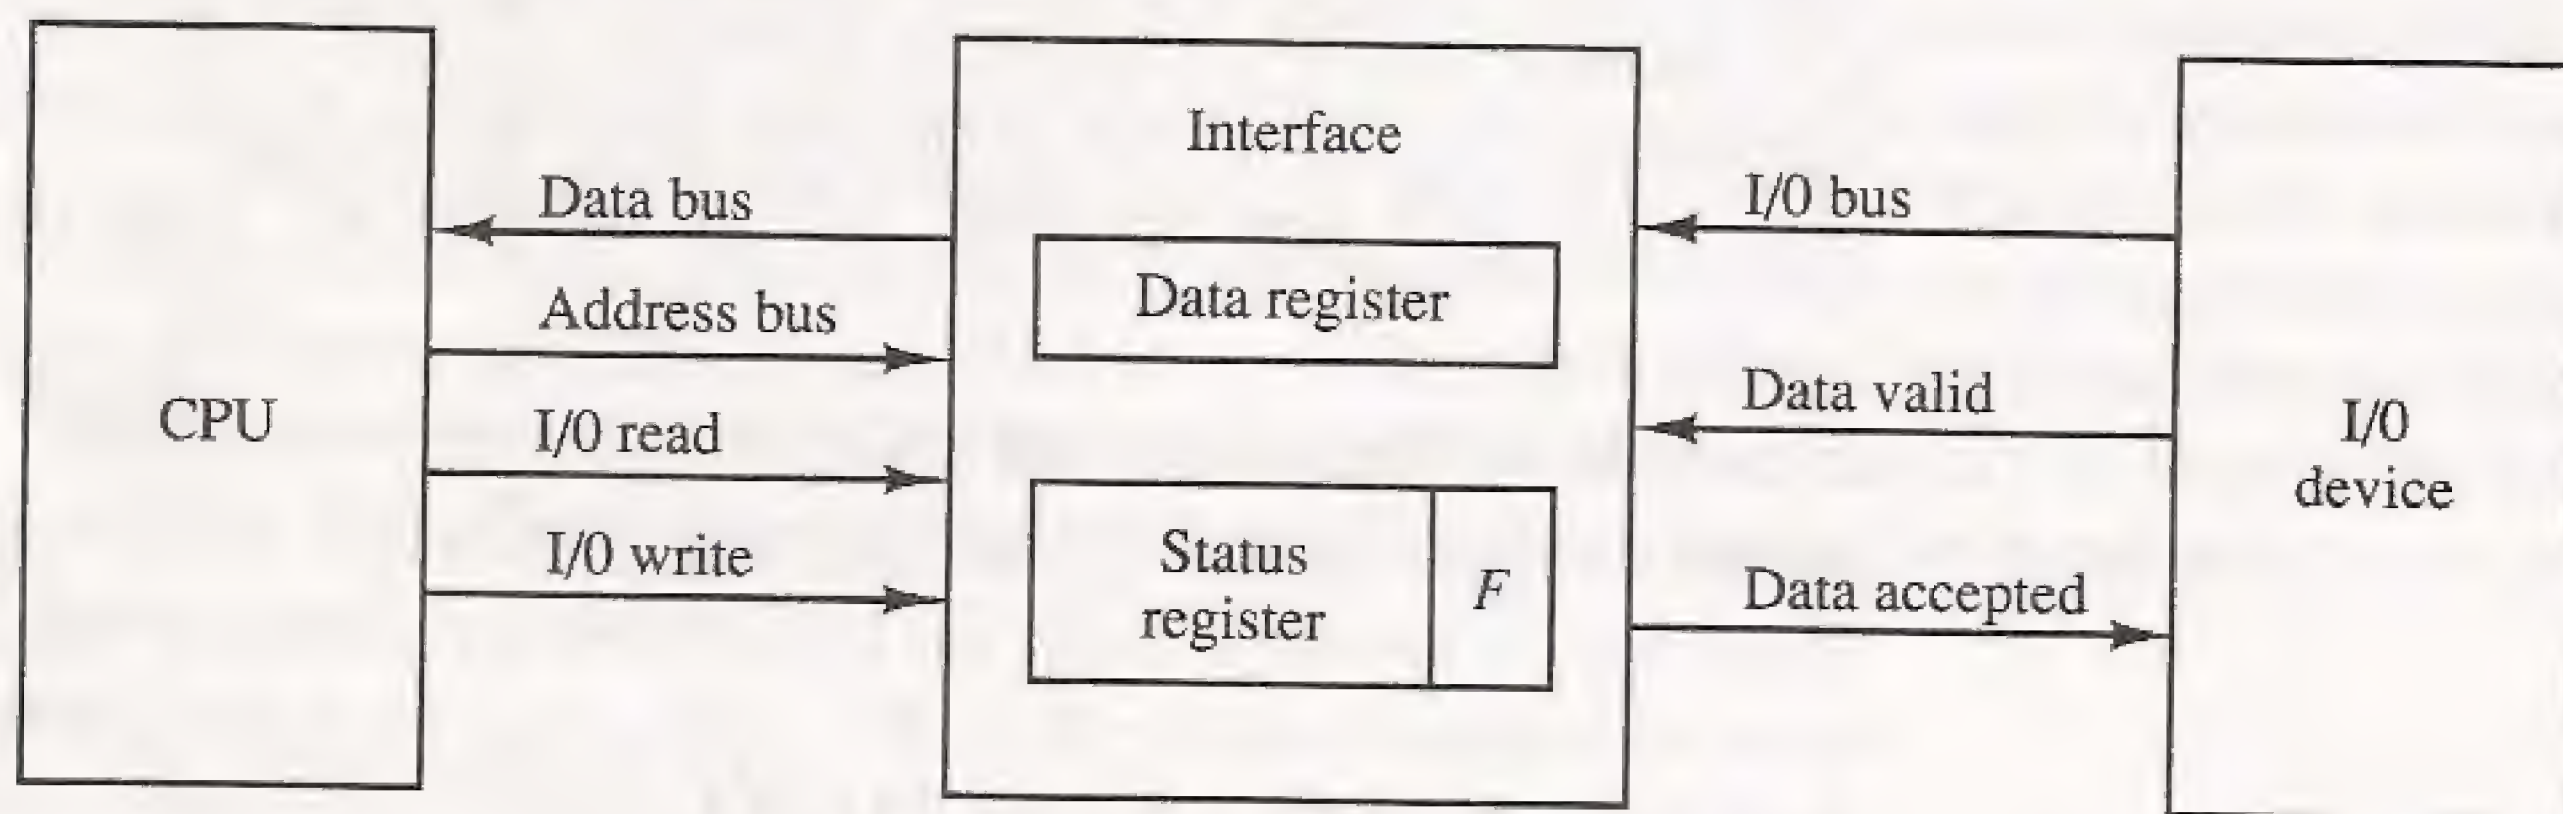 CPU
Data bus
Address bus
I/0 read
I/0 write
Interface
Data register
Status
register
F
I/0 bus
Data valid
Data accepted
I/0
device